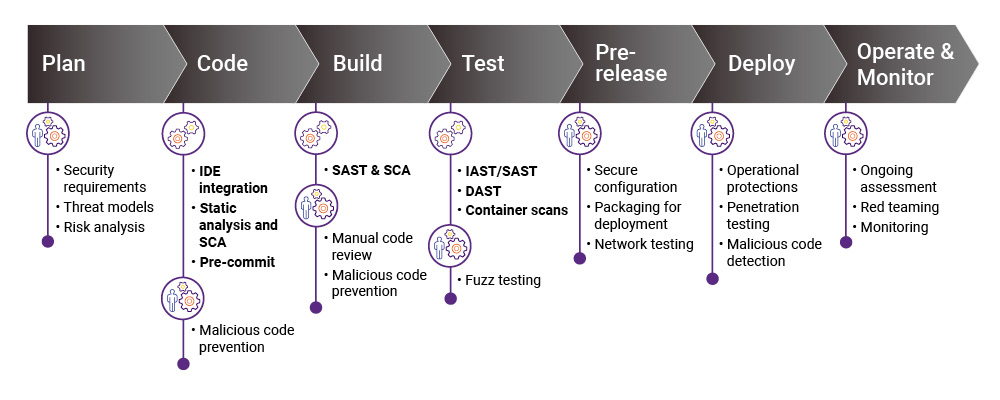 Plan
Code
Build
Test
Pre-
release
Deploy
Operate &
Monitor
• Security
requirements
• Threat models
• Risk analysis
• IDE
integration
• Static
analysis and
SCA
• Pre-commit
• Malicious code
prevention
• SAST & SCA
• Manual code
review
• Malicious code
prevention
• IAST/SAST
• DAST
• Container scans
• Fuzz testing
• Secure
configuration
• Packaging for
deployment
• Network testing
• Operational
protections
• Penetration
testing
• Malicious code
detection
• Ongoing
assessment
• Red teaming
• Monitoring